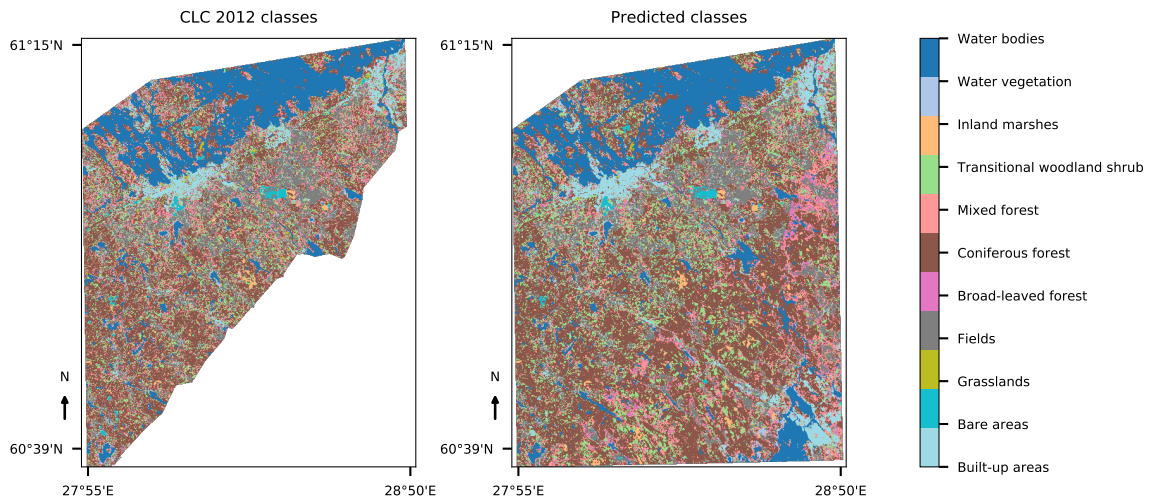 CLC 2012 classes
Predicted classes
61°15'N
61°15'N
N
N
60°39'N
60°39'N
27°55'E
28°50'E
27°55'E
28°50'E
Water bodies
Water vegetation
Inland marshes
Transitional woodland shrub
Mixed forest
Coniferous forest
Broad-leaved forest
Fields
Grasslands
Bare areas
Built-up areas